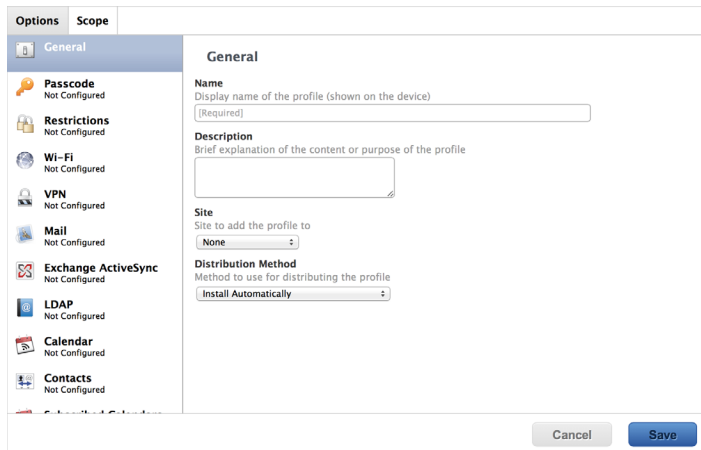 Options Scope
General
Passcode
Not Configured
Restrictions
Not Configured
Wi-Fi
Not Configured
VPN
Not Configured
Mail
Not Configured
Exchange ActiveSync
Not Configured
LDAP
Not Configured
Calendar
Not Configured
Contacts
Not Configured
Subscribed Calendars
General
Name
Display name of the profile (shown on the device)
[Required]
Description
Brief explanation of the content or purpose of the profile
Site
Site to add the profile to
None
Distribution Method
Method to use for distributing the profile
Install Automatically
Cancel Save